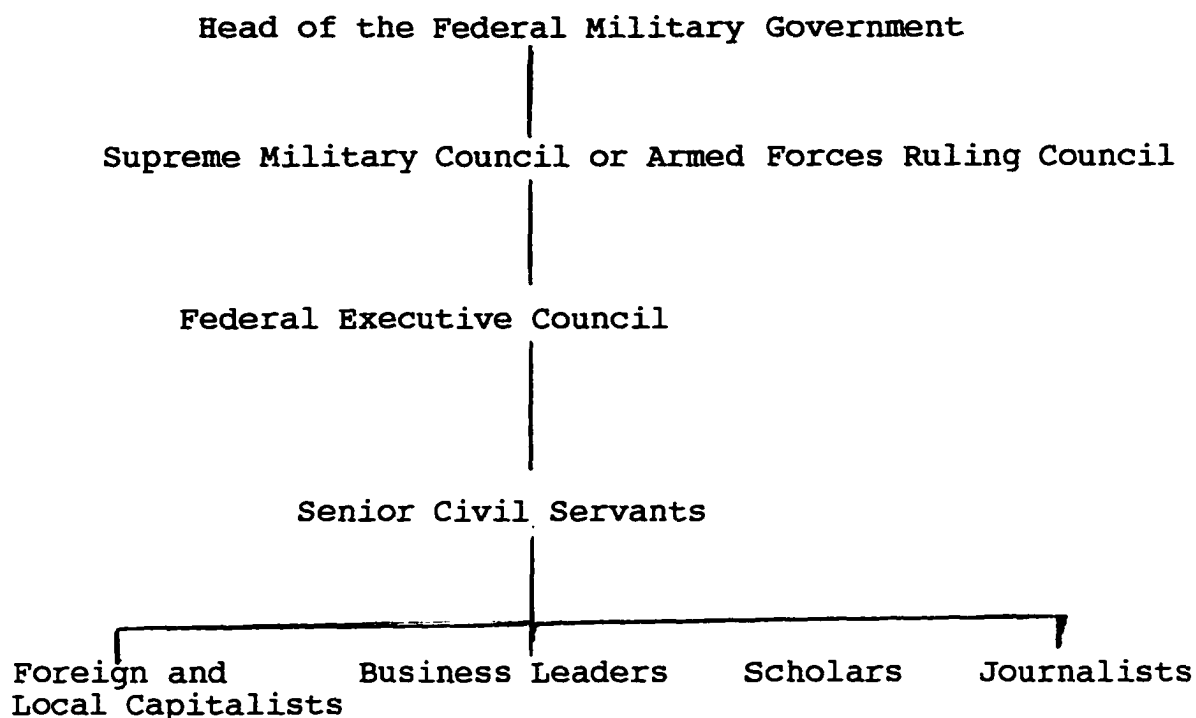 Head of the Federal Military Government
Supreme Military Council or Armed Forces Ruling Council
Federal Executive Council
Senior Civil Servants
Foreign and Business Leaders Scholars Journalists
Local Capitalists